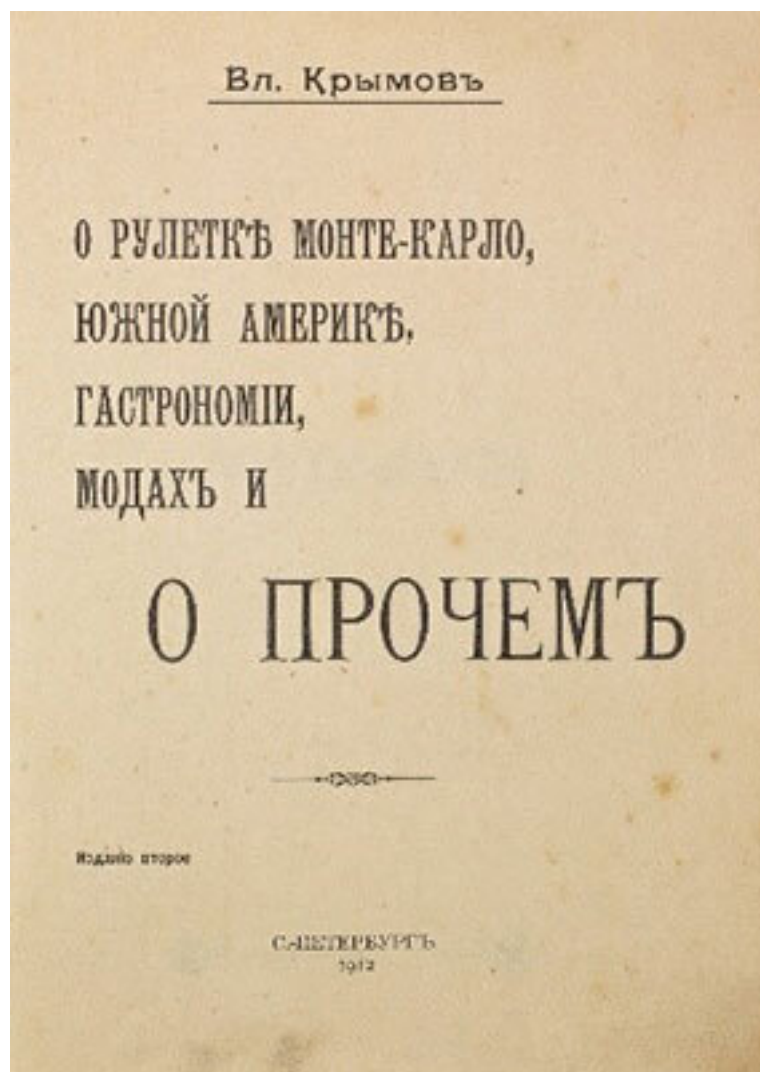 Вл. Крымовъ
О РУЛЕТКѢ МОНТЕ-КАРЛО,
ЮЖНОЙ АМЕРИКѢ,
ГАСТРОНОМІИ,
МОДАХЪ И
О ПРОЧЕМЪ
Изданіе второе
С.-ПЕТЕРБУРГЪ
1912